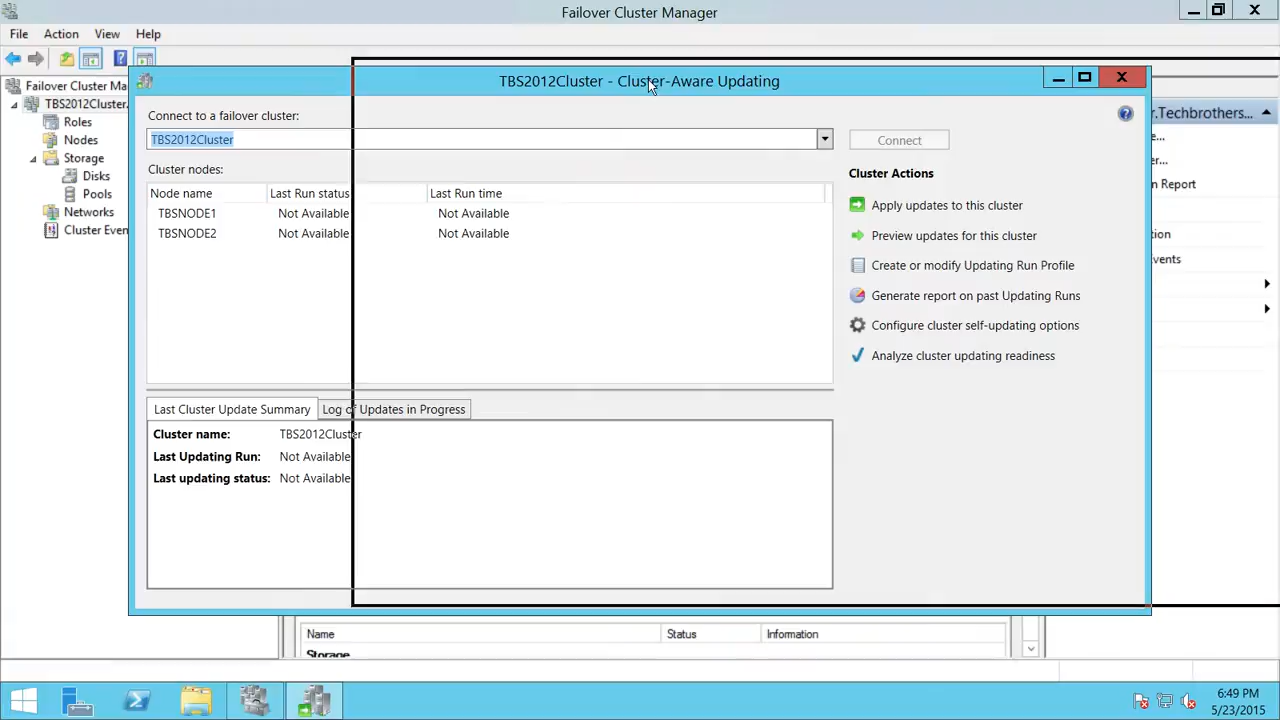 Failover Cluster Manager
File Action View Help
TBS2012Cluster - Cluster-Aware Updating
Failover Cluster Ma
TBS2012Cluster.
Roles
Nodes
Storage
Disks
Pools
Networks
Cluster Even
Connect to a failover cluster:
TBS2012Cluster
Connect
Cluster nodes:
Node name Last Run status Last Run time
TBSNODE1 Not Available Not Available
TBSNODE2 Not Available Not Available
Cluster Actions
Apply updates to this cluster
Preview updates for this cluster
Create or modify Updating Run Profile
Generate report on past Updating Runs
Configure cluster self-updating options
Analyze cluster updating readiness
Last Cluster Update Summary Log of Updates in Progress
Cluster name: TBS2012Cluster
Last Updating Run: Not Available
Last updating status: Not Available
r.Techbrothers...
e...
er...
n Report
tion
vents
Name Status Information
Storage
6:49 PM
5/23/2015